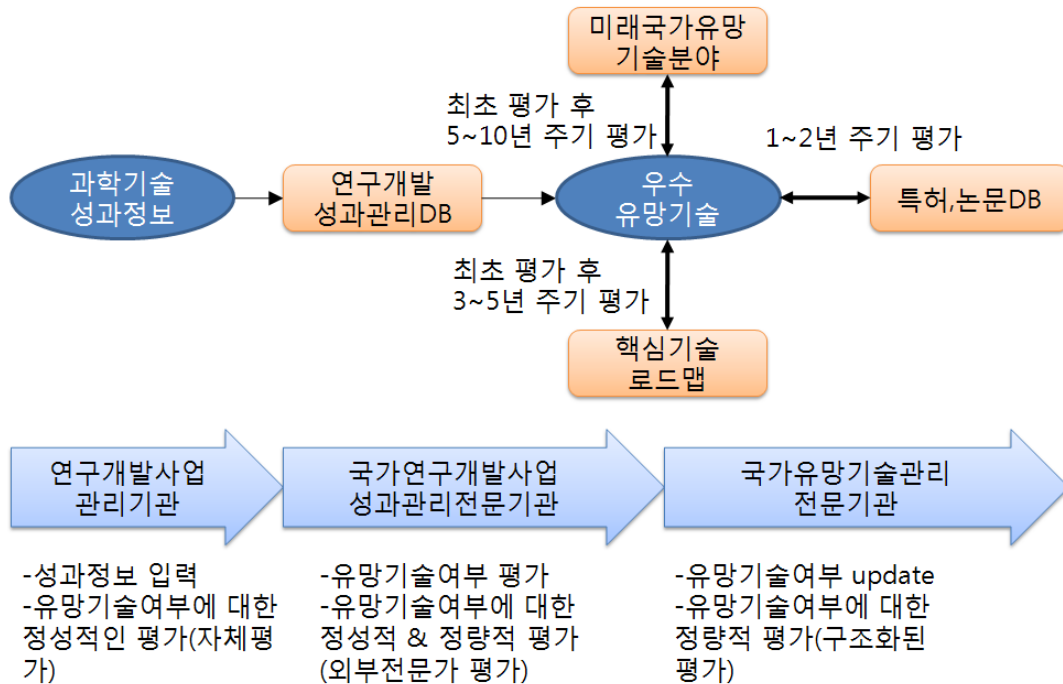 미래국가유망
기술분야
최초 평가 후
5~10년 주기 평가
1~2년 주기 평가
과학기술
성과정보
연구개발
성과관리DB
우수
유망기술
특허,논문DB
최초 평가 후
3~5년 주기 평가
핵심기술
로드맵
연구개발사업
관리기관
국가연구개발사업
성과관리전문기관
국가유망기술관리
전문기관
-성과정보 입력
-유망기술여부에 대한
정성적인 평가(자체평
가)
-유망기술여부 평가
-유망기술여부에 대한
정성적 & 정량적 평가
(외부전문가 평가)
-유망기술여부 update
-유망기술여부에 대한
정량적 평가(구조화된
평가)